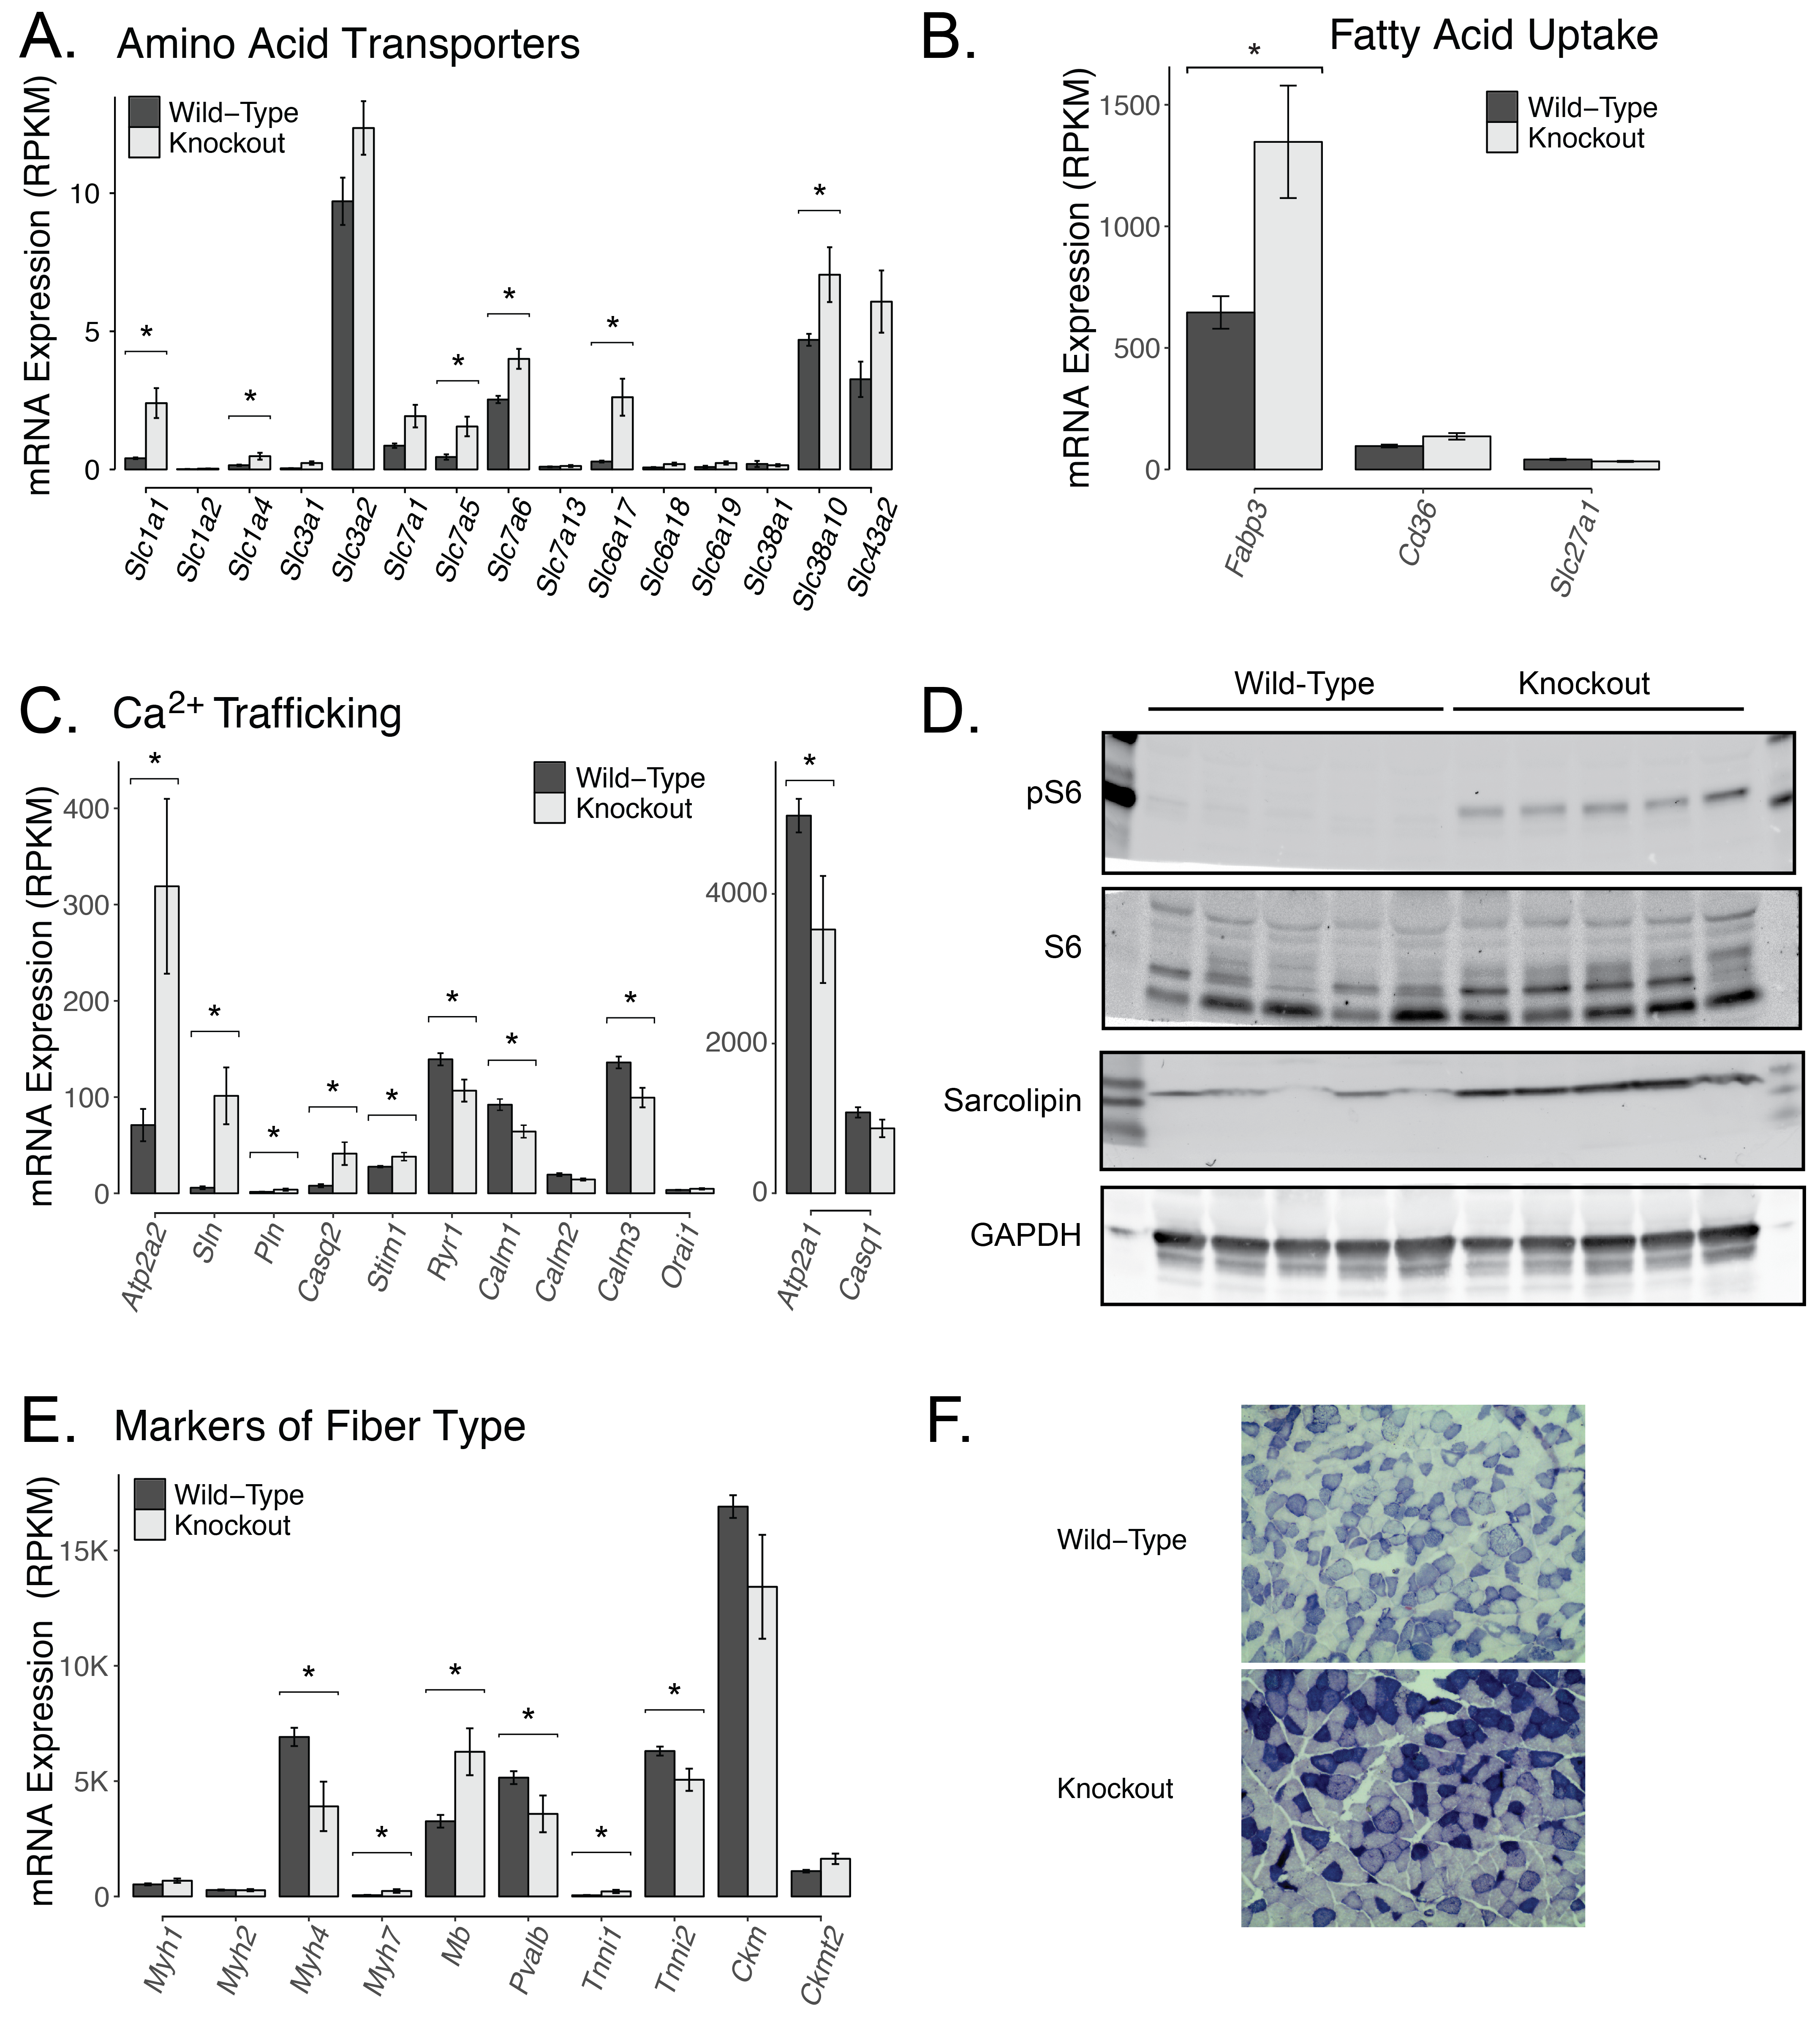 A. Amino Acid Transporters
mRNA Expression (RPKM)
Wild–Type
Knockout
10
5
0
* * * * * *
Slc1a1 Slc1a2 Slc1a4 Slc3a1 Slc3a2 Slc7a1 Slc7a5 Slc7a6 Slc7a13 Slc6a17 Slc6a18 Slc6a19 Slc38a1 Slc38a10 Slc43a2
B. Fatty Acid Uptake
mRNA Expression (RPKM)
*
Wild–Type
Knockout
1500
1000
500
0
Fabp3 Cd36 Slc27a1
C. Ca2+ Trafficking
mRNA Expression (RPKM)
Wild–Type
Knockout
400
300
200
100
0
* * * * * * * *
Atp2a2 Sln Pln Casq2 Stim1 Ryr1 Calm1 Calm2 Calm3 Orai1
4000
2000
0
*
Atp2a1 Casq1
D.
Wild-Type Knockout
pS6
S6
Sarcolipin
GAPDH
E. Markers of Fiber Type
mRNA Expression (RPKM)
Wild–Type
Knockout
15K
10K
5K
0
* * * * * *
Myh1 Myh2 Myh4 Myh7 Mb Pvalb Tnni1 Tnni2 Ckm Ckmt2
F.
Wild–Type
Knockout